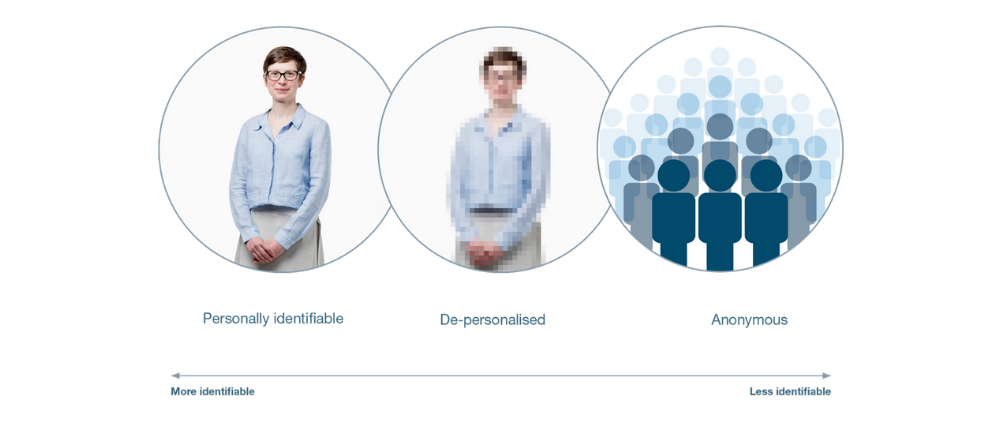 Personally identifiable
De-personalised
Anonymous
More identifiable
Less identifiable